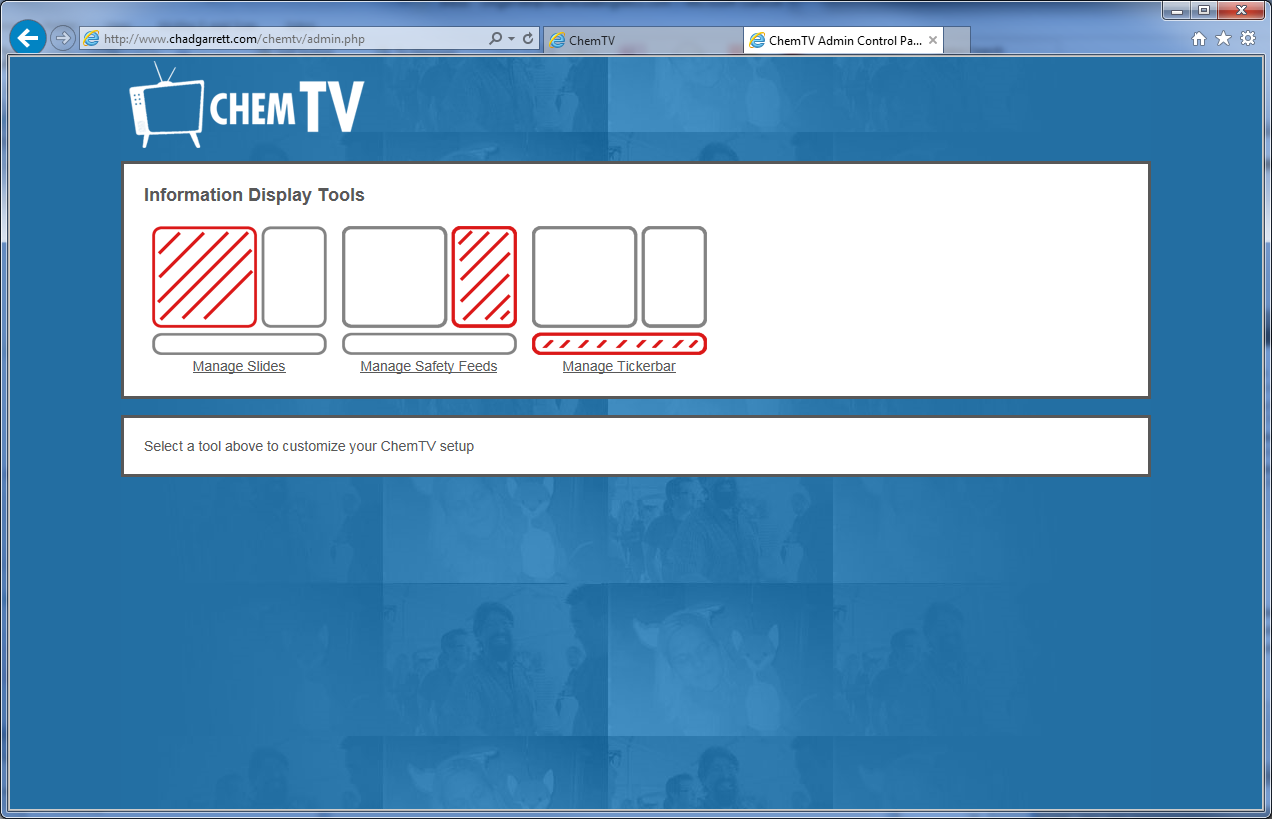 http://www.chadgarrett.com/chemtv/admin.php
ChemTV
ChemTV Admin Control Pa...
CHEM TV
Information Display Tools
Manage Slides
Manage Safety Feeds
Manage Tickerbar
Select a tool above to customize your ChemTV setup